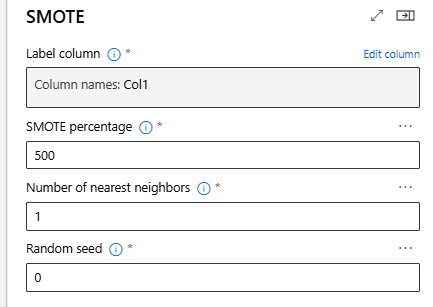 SMOTE
Label column * Edit column
Column names: Col1
SMOTE percentage * ...
500
Number of nearest neighbors * ...
1
Random seed * ...
0